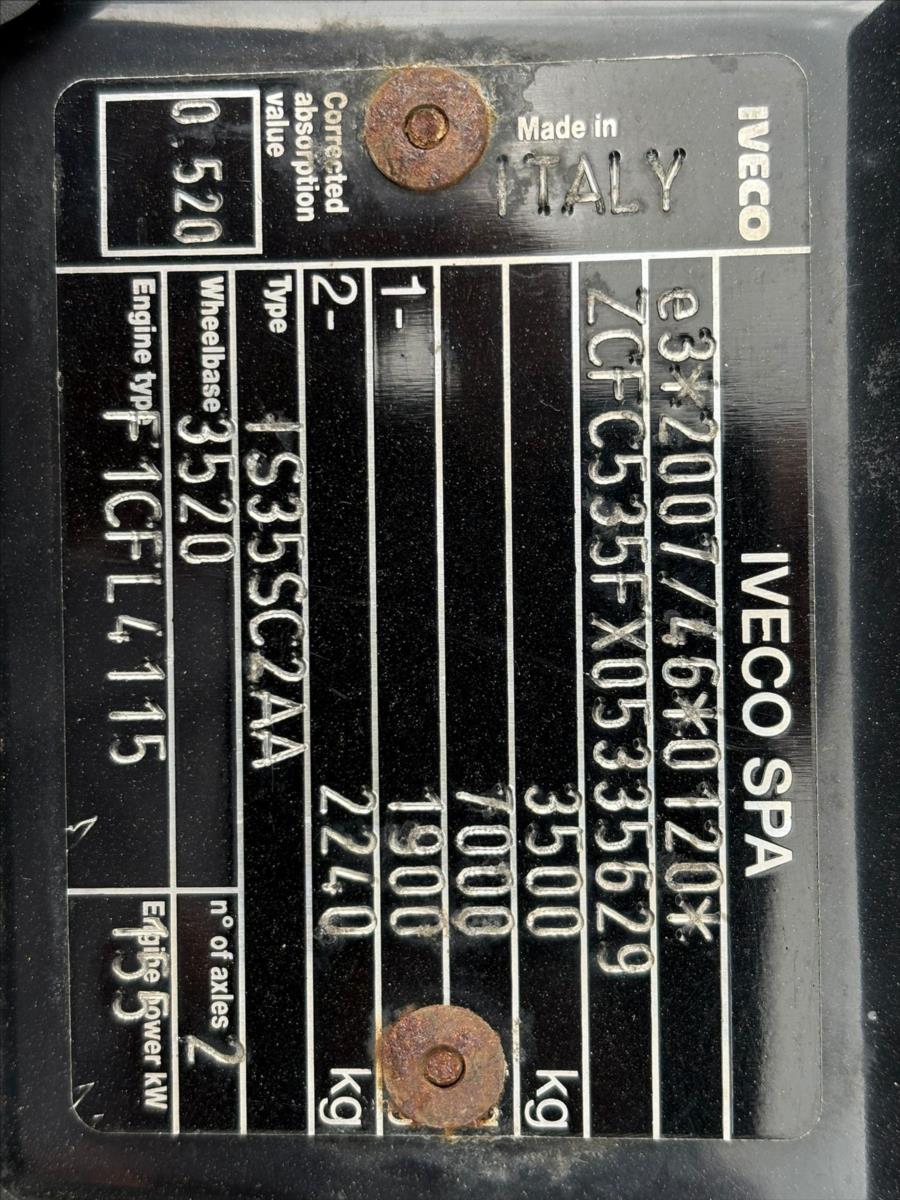 IVECO SPA
e3*2007/46*0120*
ZCFC535FX05335629
3500 kg
7000
1- 1900
2- 2240 kg
Type IS35SC2AA
Wheelbase 3520 n° of axles 2
Engine type F1CFL4115 Engine power kW 155
IVECO
Made in
ITALY
Corrected
absorption
value
0.520